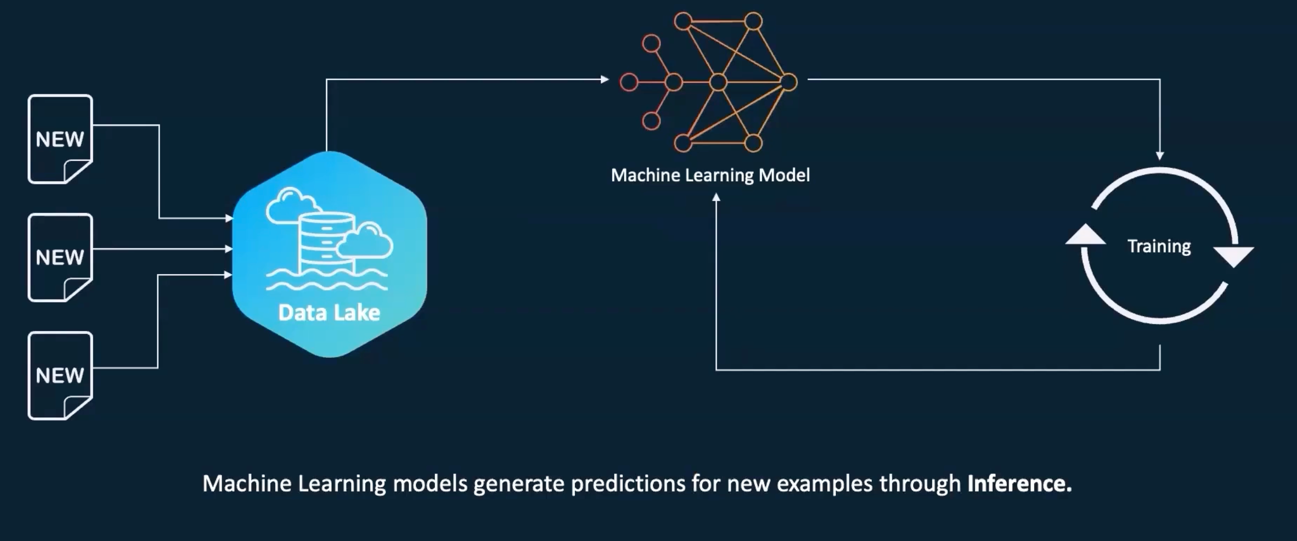 NEW
NEW
NEW
Data Lake
Machine Learning Model
Training
Machine Learning models generate predictions for new examples through Inference.